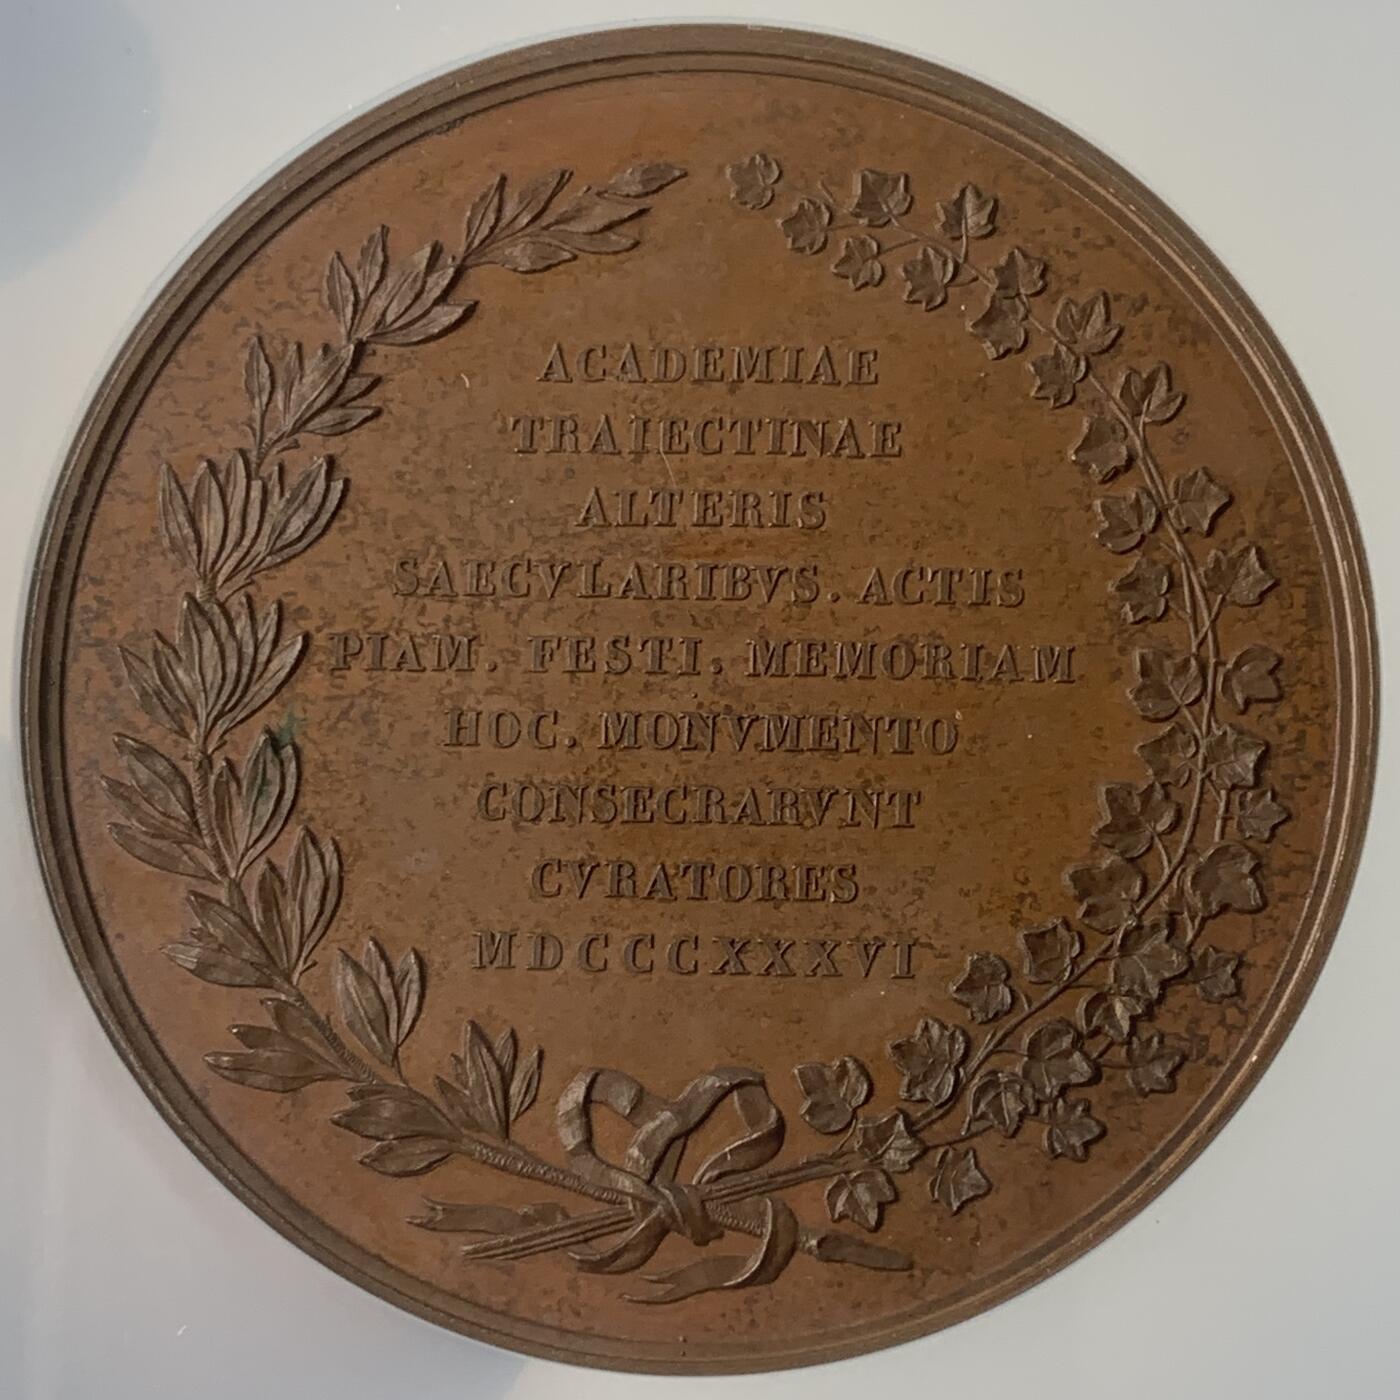 ACADEMIAE
TRAIECTINAE
ALTERIS
SAECVLARIBVS. ACTIS
PIAM. FESTI. MEMORIAM
HOC. MONVMENTO
CONSECRARVNT
CVRATORES
MDCCCXXXVI